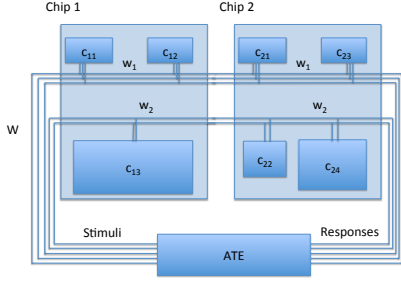 Chip 1 Chip 2
c11 c12 c21 c23
w1 w1
w2 w2
W
c13 c22 c24
Stimuli Responses
ATE